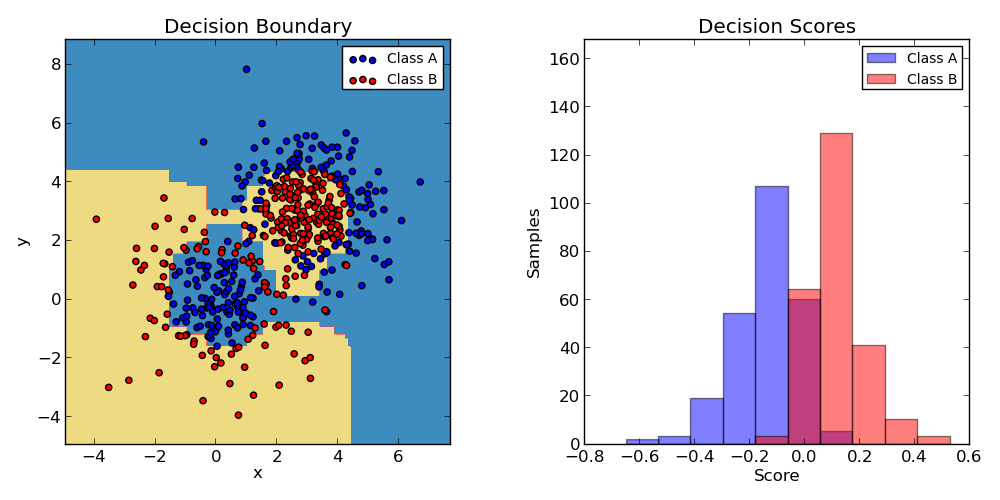 Decision Boundary
Class A
Class B
8
6
4
2
0
−2
−4
y
−4 −2 0 2 4 6
x
Decision Scores
Class A
Class B
160
140
120
100
80
60
40
20
0
Samples
−0.8 −0.6 −0.4 −0.2 0.0 0.2 0.4 0.6
Score